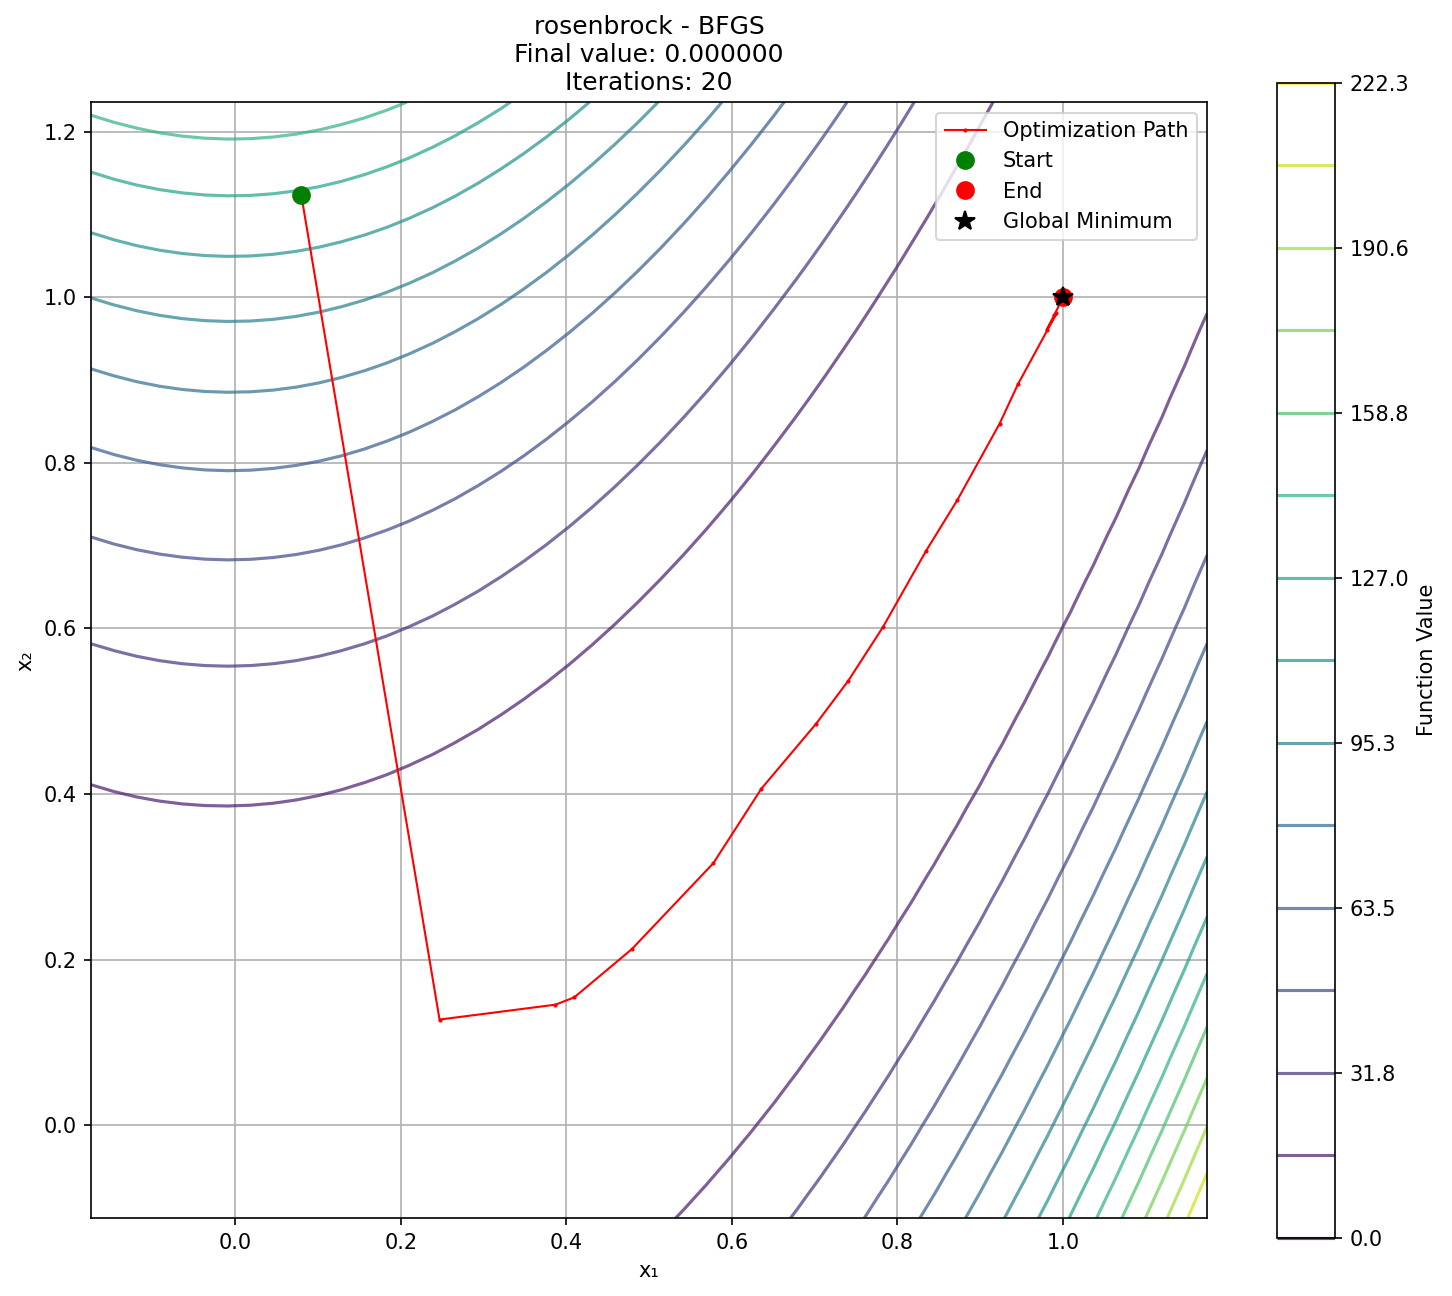 rosenbrock - BFGS
Final value: 0.000000
Iterations: 20
Optimization Path
Start
End
Global Minimum
1.2
1.0
0.8
0.6
0.4
0.2
0.0
x₂
0.0
0.2
0.4
0.6
0.8
1.0
x₁
222.3
190.6
158.8
127.0
95.3
63.5
31.8
0.0
Function Value